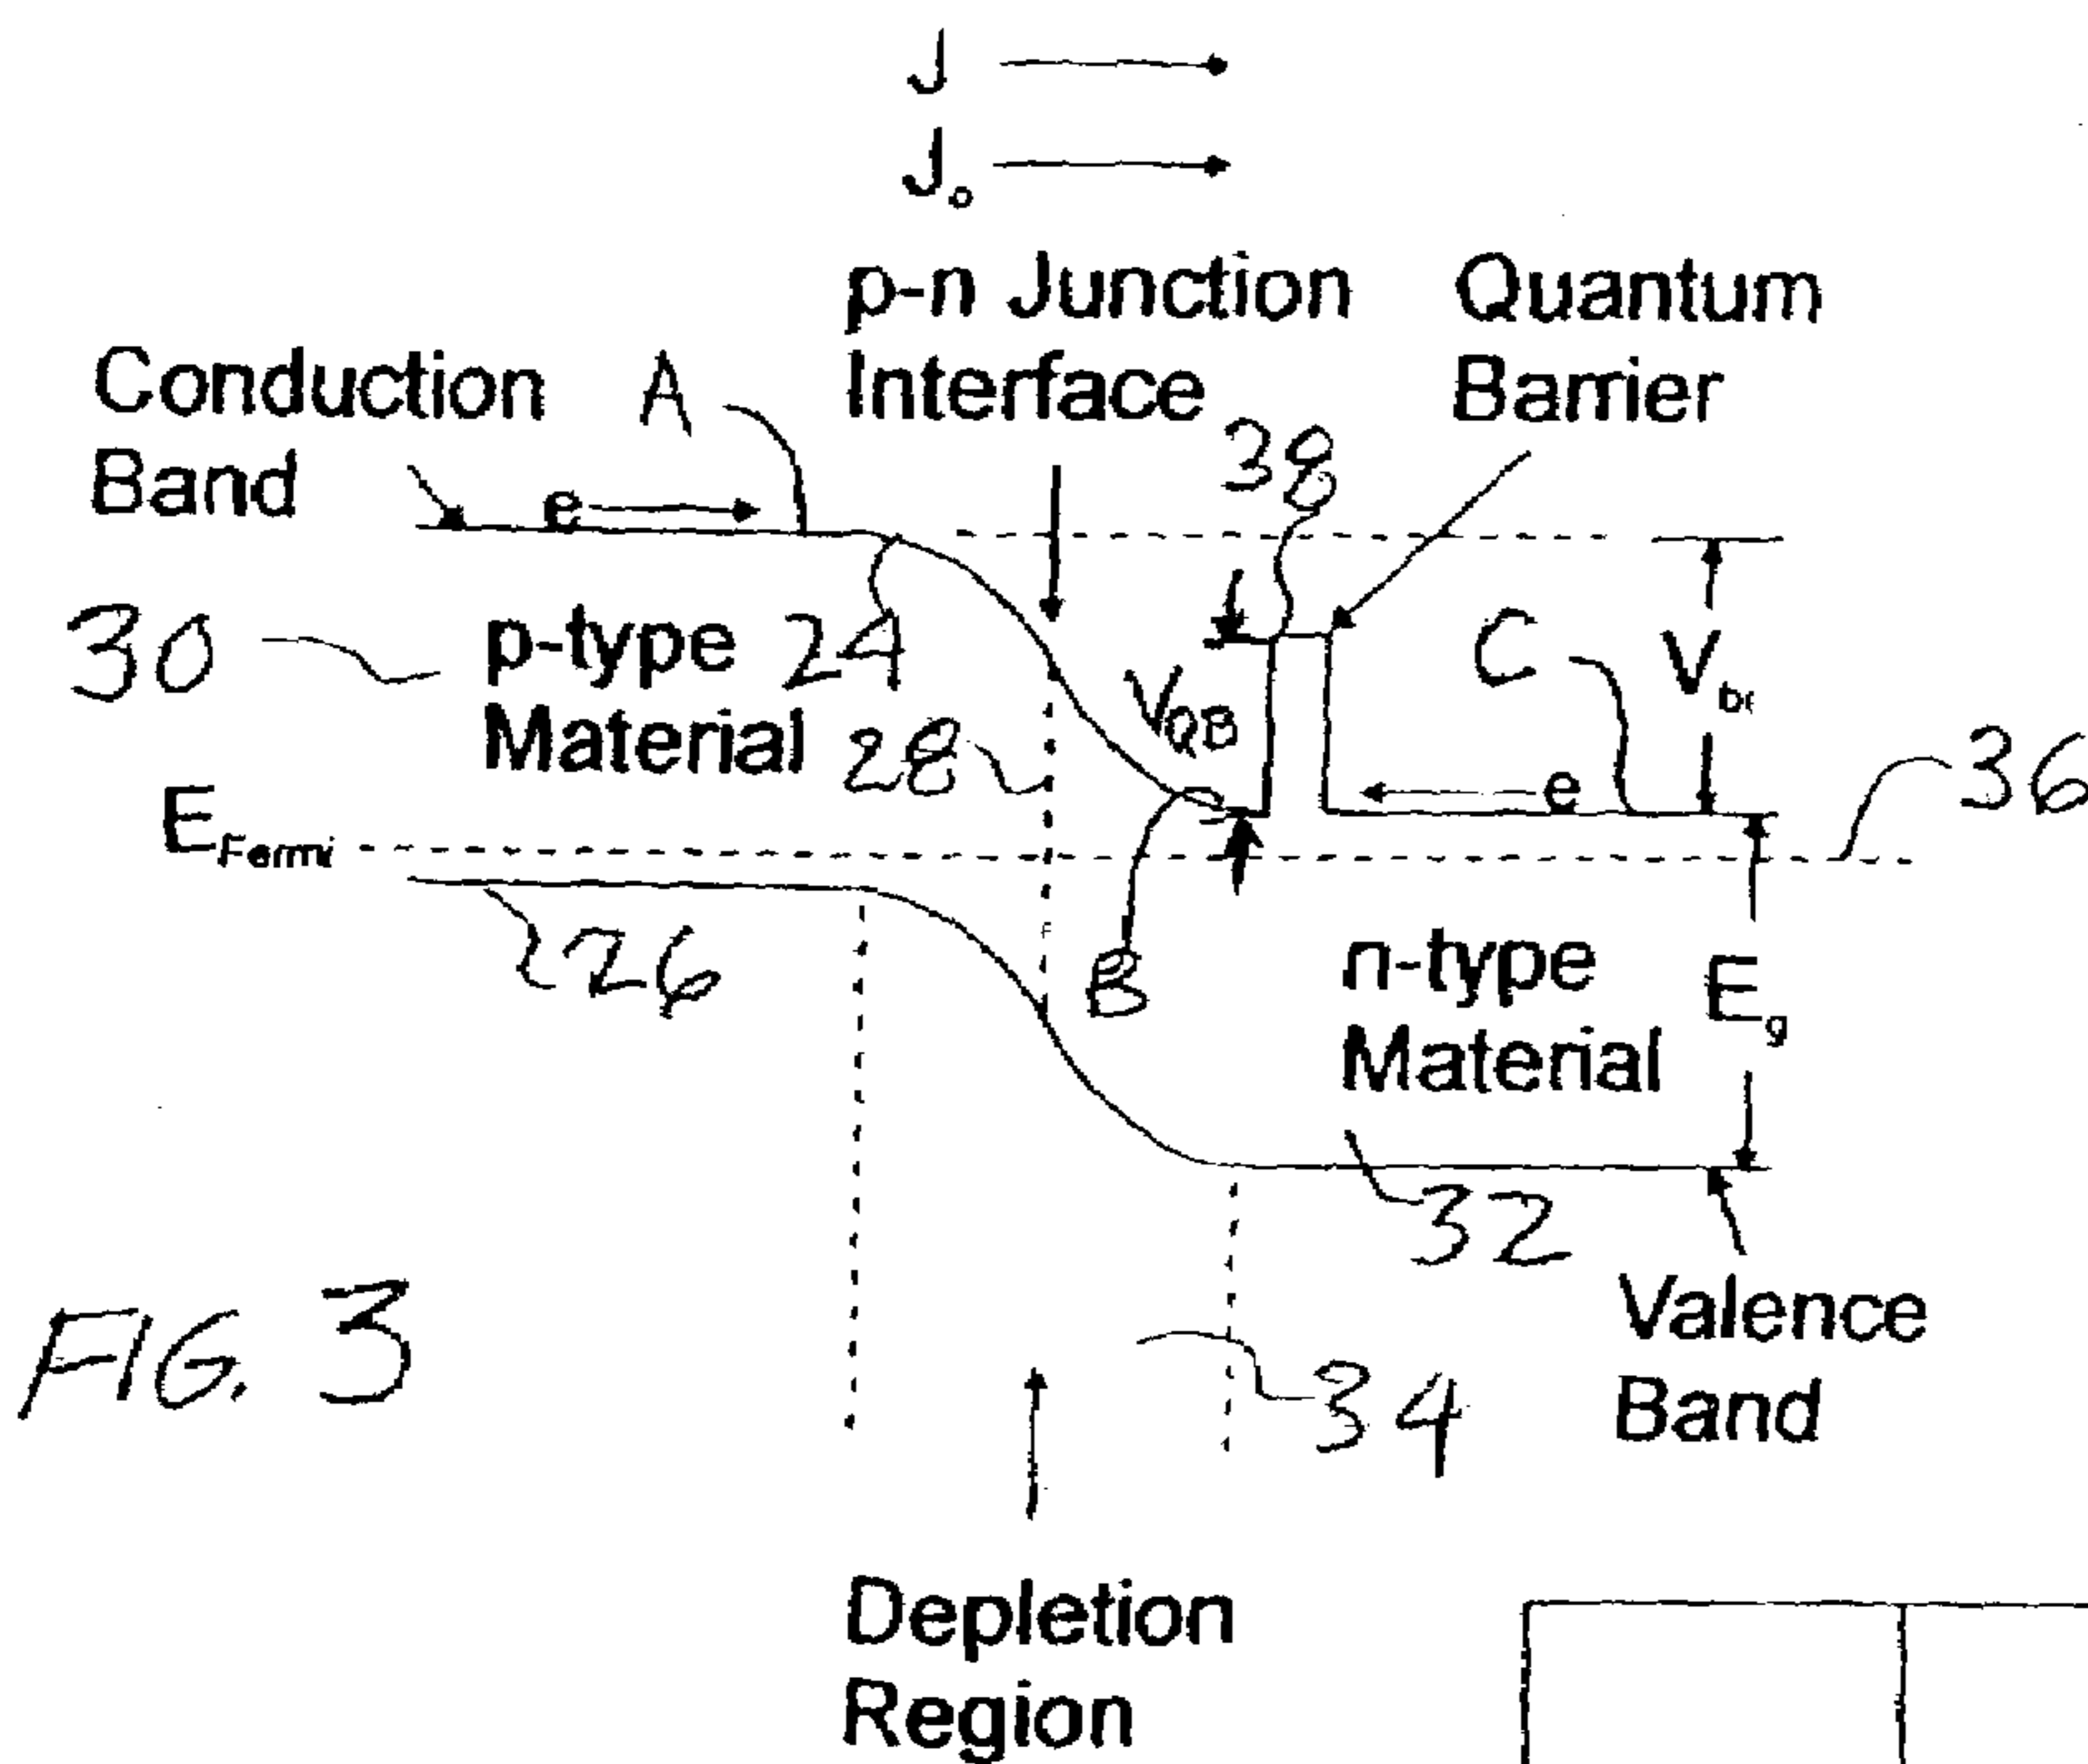 J
J₀
p-n Junction
Interface
Quantum
Barrier
Conduction
Band
A
38
e
30
p-type
Material
24
C
V_bi
V_QB
28
36
e
E_Fermi
26
B
n-type
Material
E_g
32
Valence
Band
34
FIG. 3
Depletion
Region